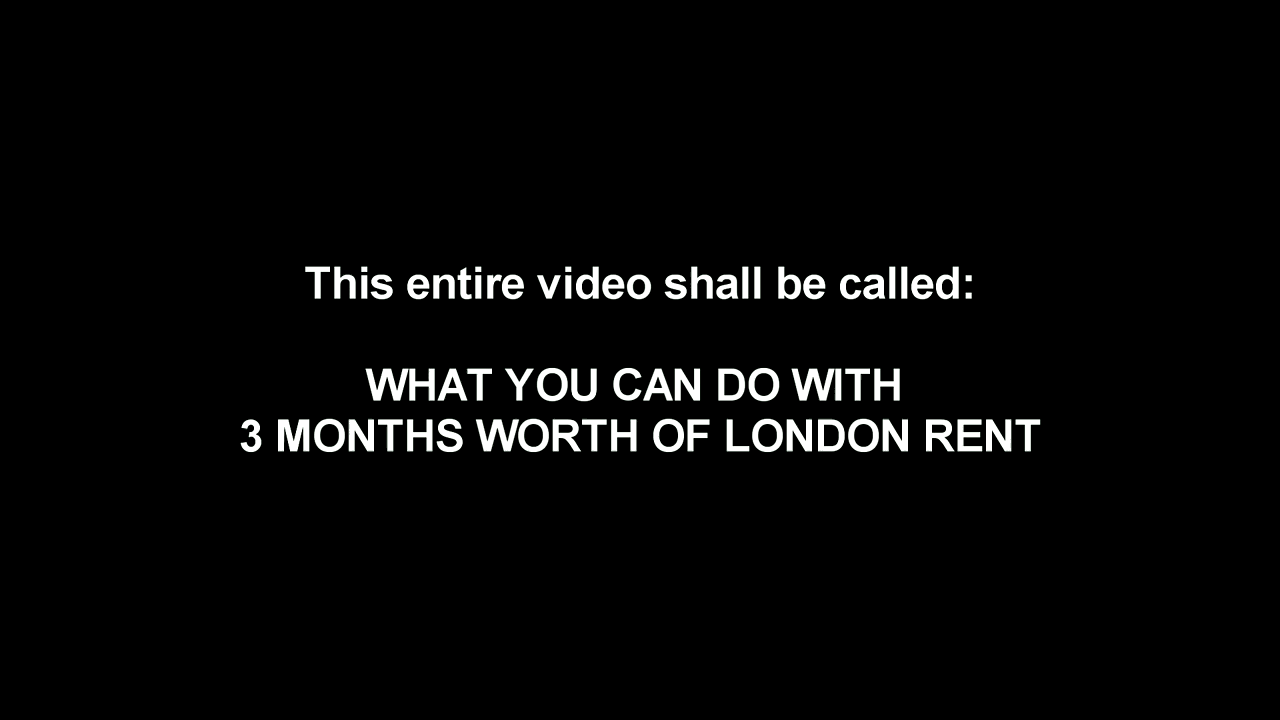 This entire video shall be called:
WHAT YOU CAN DO WITH
3 MONTHS WORTH OF LONDON RENT